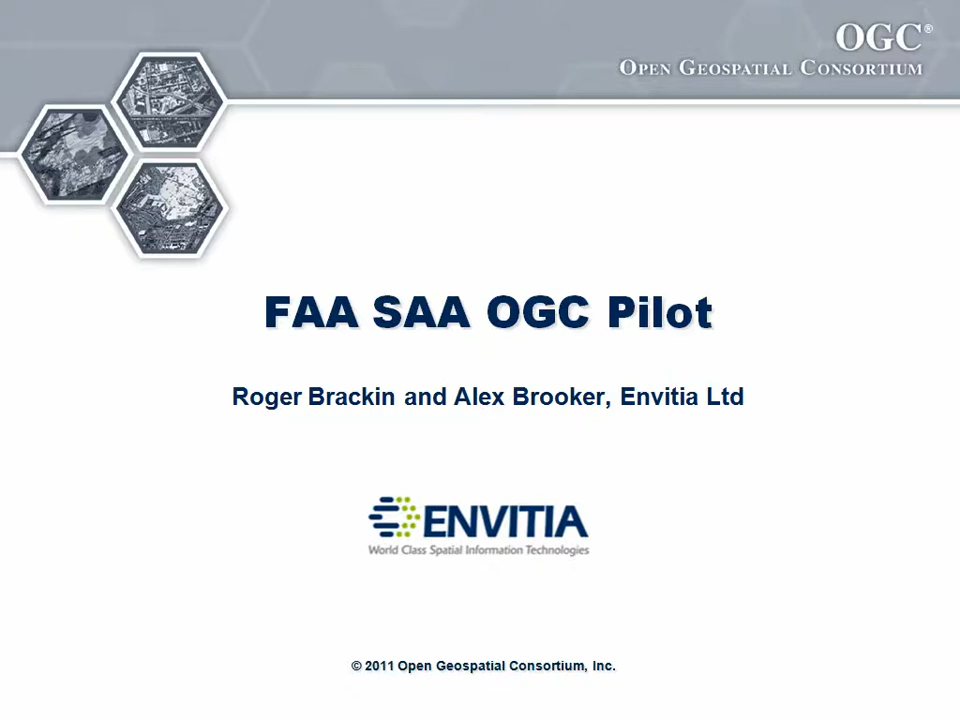 OGC®
OPEN GEOSPATIAL CONSORTIUM
FAA SAA OGC Pilot
Roger Brackin and Alex Brooker, Envitia Ltd
ENVITIA
World Class Spatial Information Technologies
© 2011 Open Geospatial Consortium, Inc.